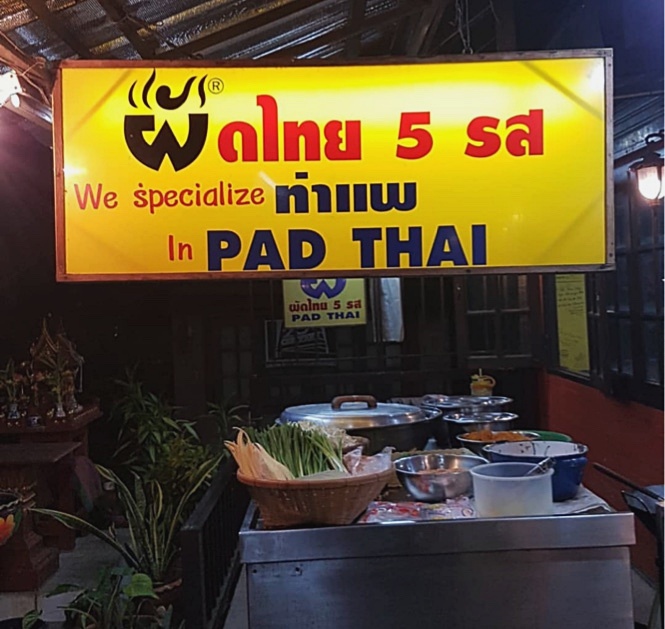 ผัดไทย 5 รส ®
We specialize ท่าแพ
In PAD THAI
ผัดไทย 5 รส
PAD THAI